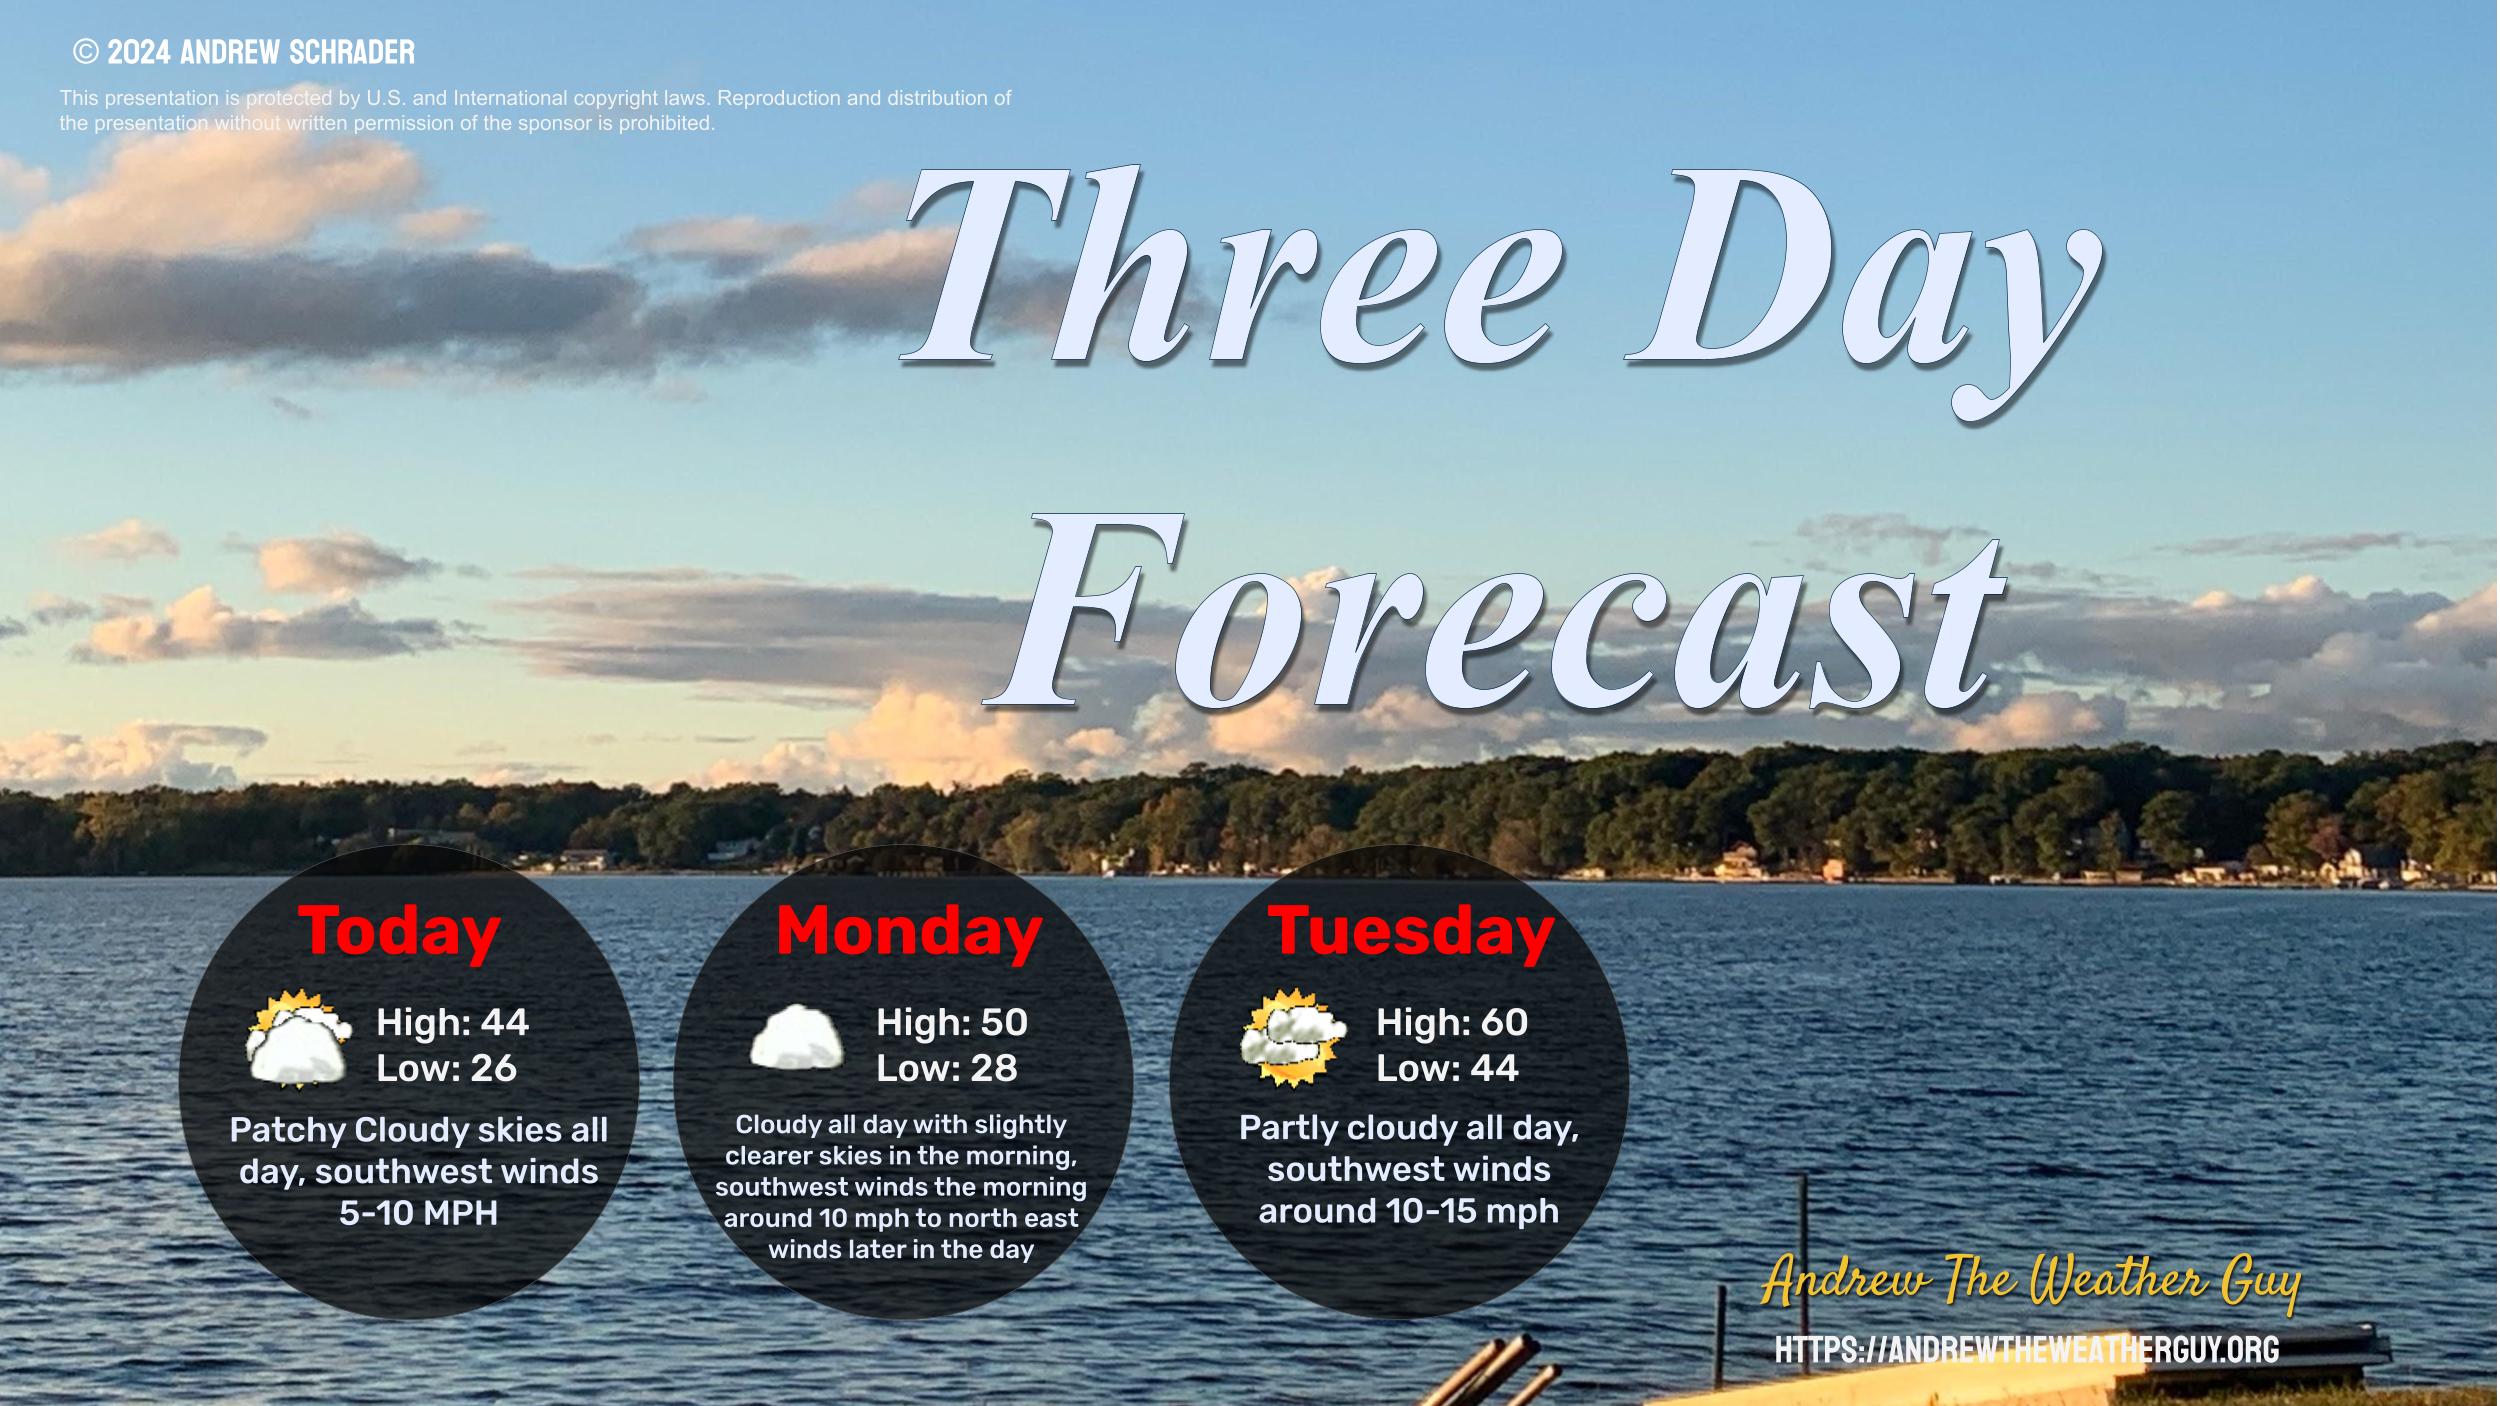 © 2024 ANDREW SCHRADER
This presentation is protected by U.S. and International copyright laws. Reproduction and distribution of
the presentation without written permission of the sponsor is prohibited.
Three Day
Forecast
Today
High: 44
Low: 26
Patchy Cloudy skies all
day, southwest winds
5-10 MPH
Monday
High: 50
Low: 28
Cloudy all day with slightly
clearer skies in the morning,
southwest winds the morning
around 10 mph to north east
winds later in the day
Tuesday
High: 60
Low: 44
Partly cloudy all day,
southwest winds
around 10-15 mph
Andrew The Weather Guy
HTTPS://ANDREWTHEWEATHERGUY.ORG